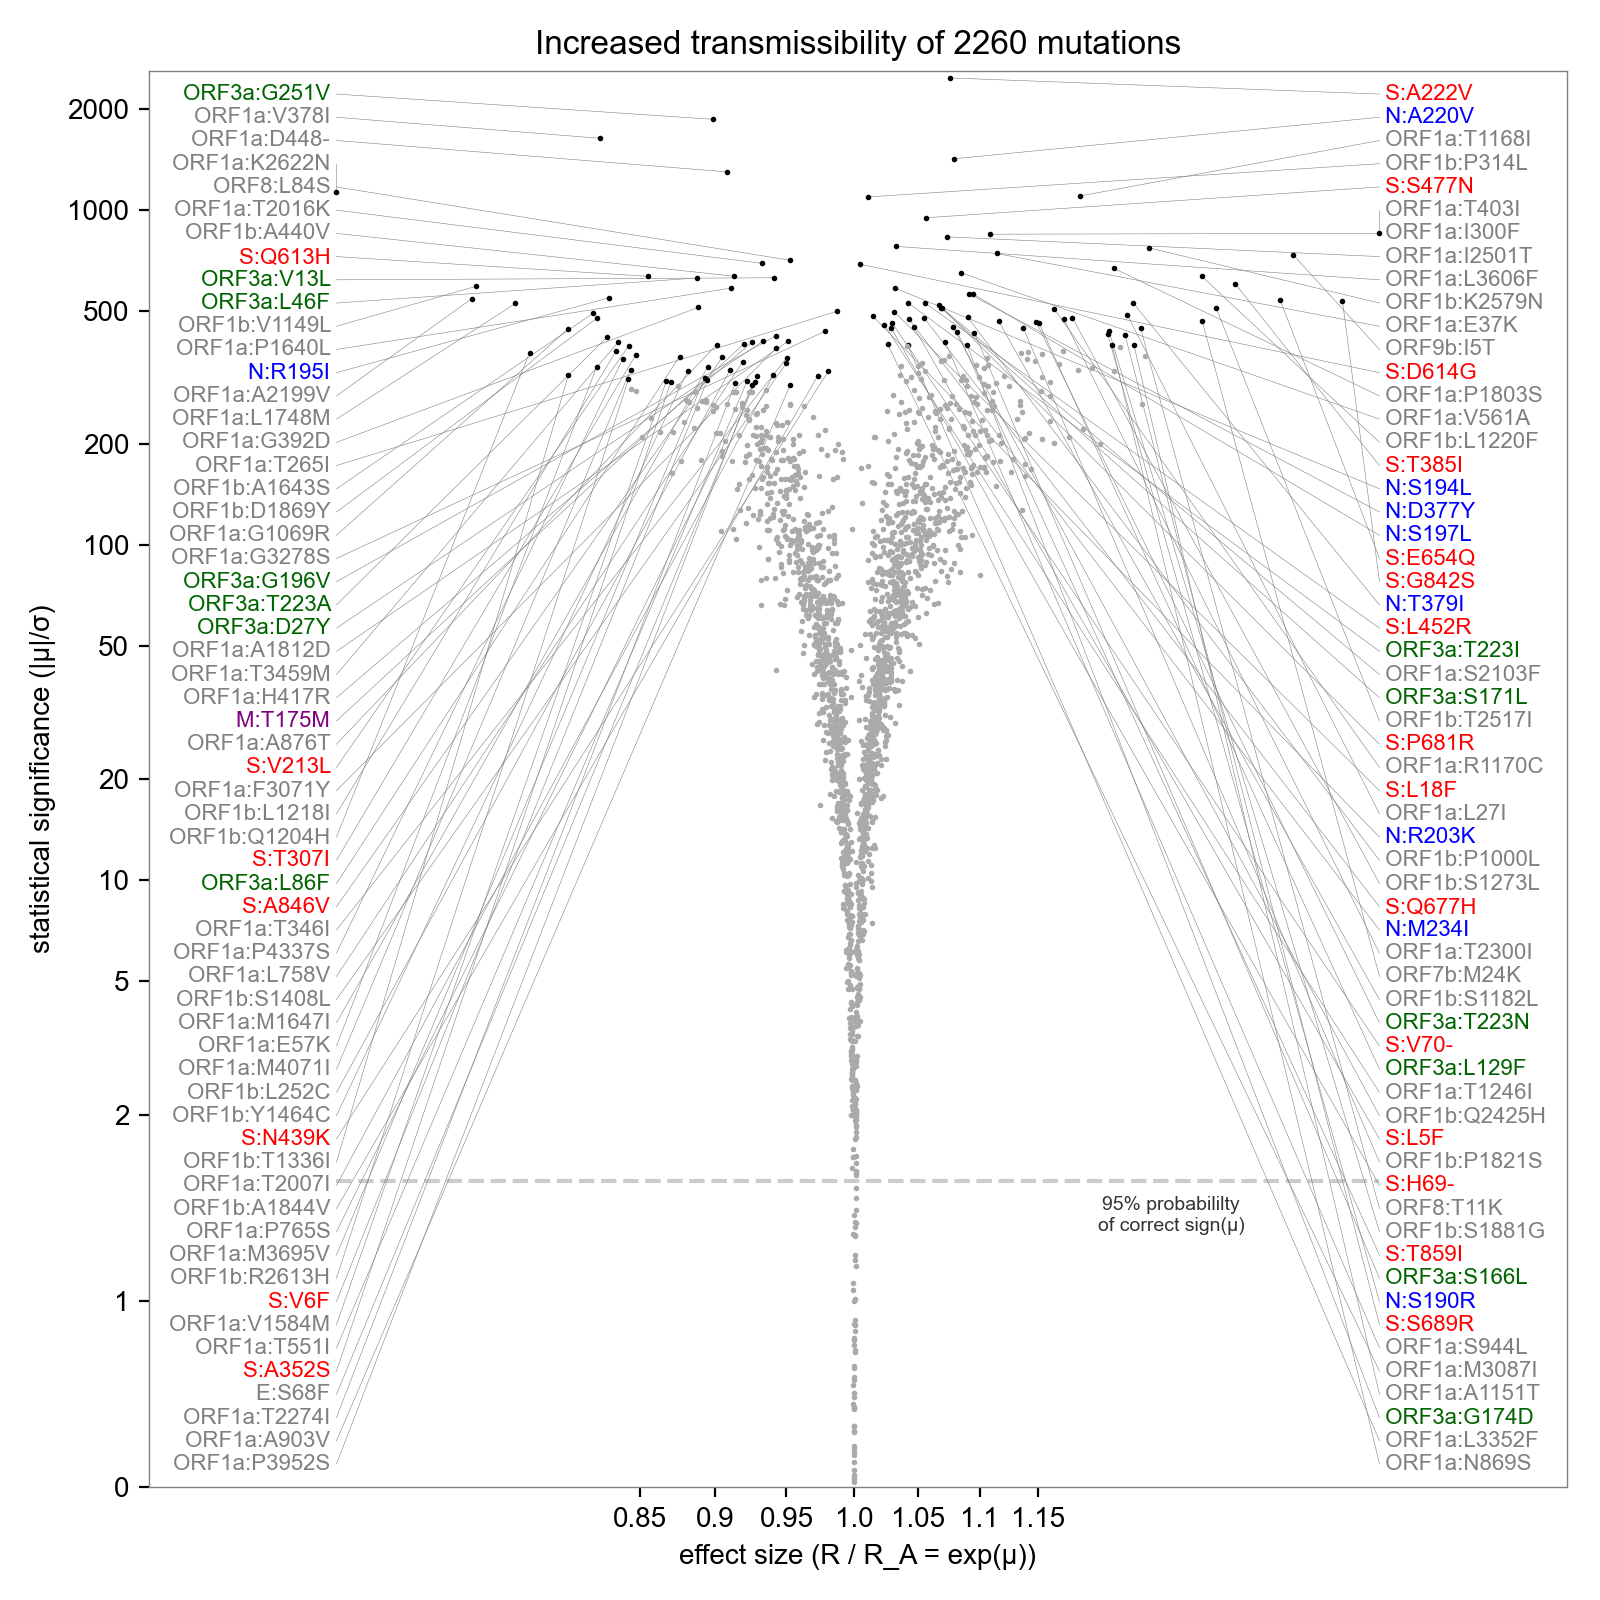 Increased transmissibility of 2260 mutations
statistical significance (|μ|/σ)
2000
1000
500
200
100
50
20
10
5
2
1
0
ORF3a:G251V
ORF1a:V378I
ORF1a:D448-
ORF1a:K2622N
ORF8:L84S
ORF1a:T2016K
ORF1b:A440V
S:Q613H
ORF3a:V13L
ORF3a:L46F
ORF1b:V1149L
ORF1a:P1640L
N:R195I
ORF1a:A2199V
ORF1a:L1748M
ORF1a:G392D
ORF1a:T265I
ORF1b:A1643S
ORF1b:D1869Y
ORF1a:G1069R
ORF1a:G3278S
ORF3a:G196V
ORF3a:T223A
ORF3a:D27Y
ORF1a:A1812D
ORF1a:T3459M
ORF1a:H417R
M:T175M
ORF1a:A876T
S:V213L
ORF1a:F3071Y
ORF1b:L1218I
ORF1b:Q1204H
S:T307I
ORF3a:L86F
S:A846V
ORF1a:T346I
ORF1a:P4337S
ORF1a:L758V
ORF1b:S1408L
ORF1a:M1647I
ORF1a:E57K
ORF1a:M4071I
ORF1b:L252C
ORF1b:Y1464C
S:N439K
ORF1b:T1336I
ORF1a:T2007I
ORF1b:A1844V
ORF1a:P765S
ORF1a:M3695V
ORF1b:R2613H
S:V6F
ORF1a:V1584M
ORF1a:T551I
S:A352S
E:S68F
ORF1a:T2274I
ORF1a:A903V
ORF1a:P3952S
S:A222V
N:A220V
ORF1a:T1168I
ORF1b:P314L
S:S477N
ORF1a:T403I
ORF1a:I300F
ORF1a:I2501T
ORF1a:L3606F
ORF1b:K2579N
ORF1a:E37K
ORF9b:I5T
S:D614G
ORF1a:P1803S
ORF1a:V561A
ORF1b:L1220F
S:T385I
N:S194L
N:D377Y
N:S197L
S:E654Q
S:G842S
N:T379I
S:L452R
ORF3a:T223I
ORF1a:S2103F
ORF3a:S171L
ORF1b:T2517I
S:P681R
ORF1a:R1170C
S:L18F
ORF1a:L27I
N:R203K
ORF1b:P1000L
ORF1b:S1273L
S:Q677H
N:M234I
ORF1a:T2300I
ORF7b:M24K
ORF1b:S1182L
ORF3a:T223N
S:V70-
ORF3a:L129F
ORF1a:T1246I
ORF1b:Q2425H
S:L5F
ORF1b:P1821S
S:H69-
ORF8:T11K
ORF1b:S1881G
S:T859I
ORF3a:S166L
N:S190R
S:S689R
ORF1a:S944L
ORF1a:M3087I
ORF1a:A1151T
ORF3a:G174D
ORF1a:L3352F
ORF1a:N869S
95% probabililty
of correct sign(μ)
0.85 0.9 0.95 1.0 1.05 1.1 1.15
effect size (R / R_A = exp(μ))